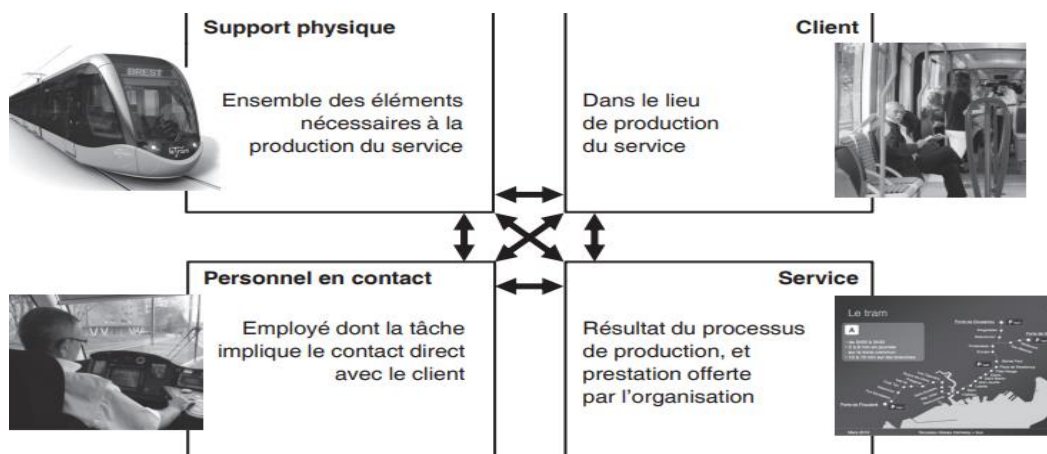 Support physique
BREST
Ensemble des éléments
nécessaires à la
production du service
Client
Dans le lieu
de production
du service
Personnel en contact
Employé dont la tâche
implique le contact direct
avec le client
Service
Résultat du processus
de production, et
prestation offerte
par l’organisation
Le tram
A